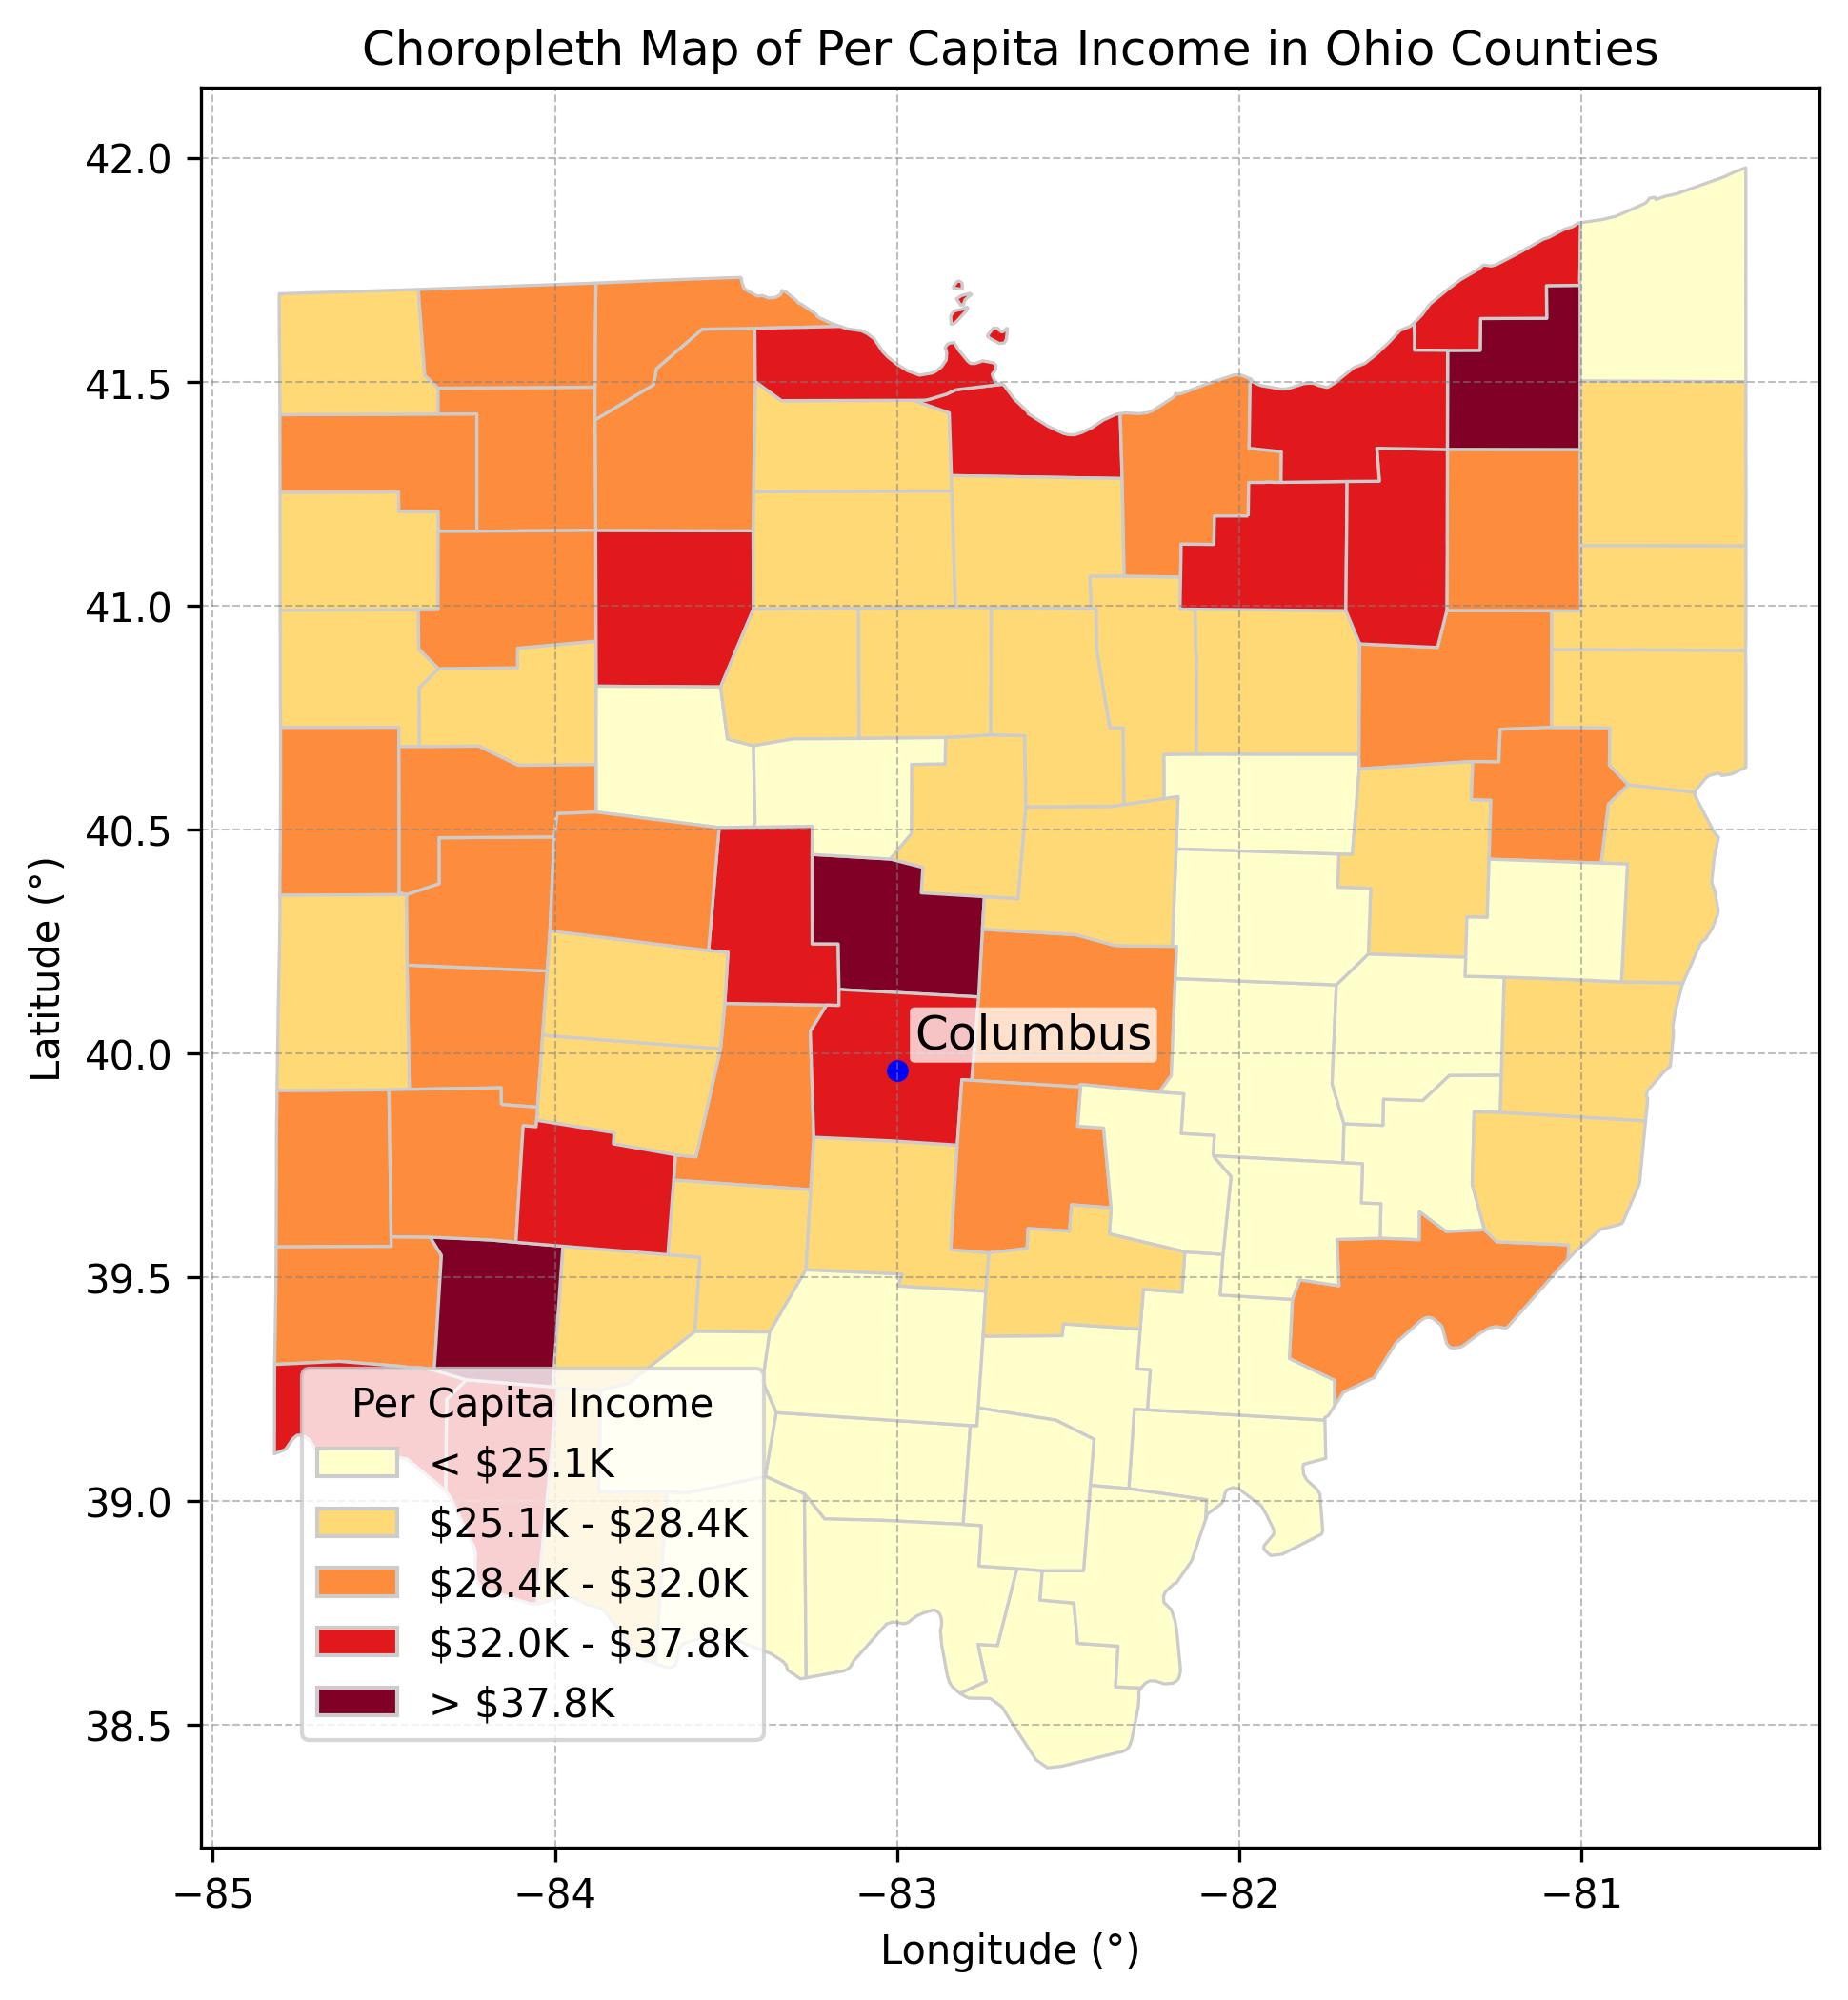 Choropleth Map of Per Capita Income in Ohio Counties
42.0
41.5
41.0
40.5
40.0
39.5
39.0
38.5
Latitude (°)
Columbus
Per Capita Income
< $25.1K
$25.1K - $28.4K
$28.4K - $32.0K
$32.0K - $37.8K
> $37.8K
−85
−84
−83
−82
−81
Longitude (°)